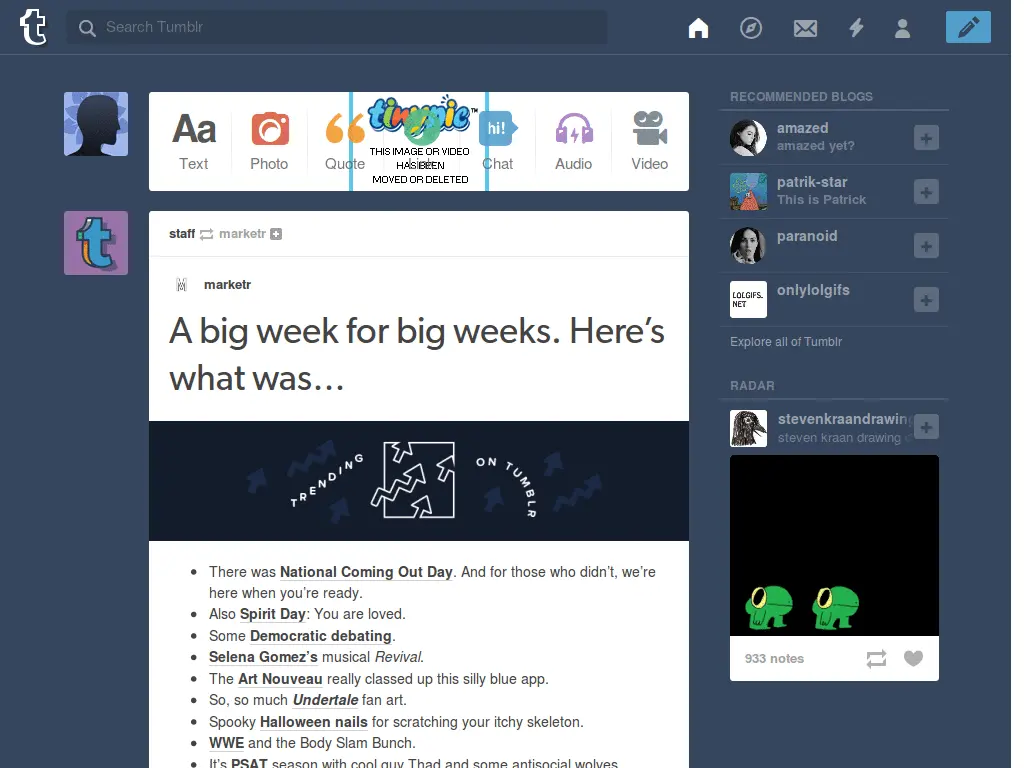 Search Tumblr
Aa
Text
Photo
Quote
tinypic™
THIS IMAGE OR VIDEO
HAS BEEN
MOVED OR DELETED
hi!
Chat
Audio
Video
staff marketr
marketr
A big week for big weeks. Here’s
what was…
TRENDING
ON TUMBLR
• There was National Coming Out Day. And for those who didn’t, we’re
here when you’re ready.
• Also Spirit Day: You are loved.
• Some Democratic debating.
• Selena Gomez’s musical Revival.
• The Art Nouveau really classed up this silly blue app.
• So, so much Undertale fan art.
• Spooky Halloween nails for scratching your itchy skeleton.
• WWE and the Body Slam Bunch.
• It’s PSAT season with cool guy Thad and some antisocial wolves.
RECOMMENDED BLOGS
amazed
amazed yet?
patrik-star
This is Patrick
paranoid
LOLGIFS.
NET
onlylolgifs
Explore all of Tumblr
RADAR
stevenkraandrawing
steven kraan drawing
933 notes